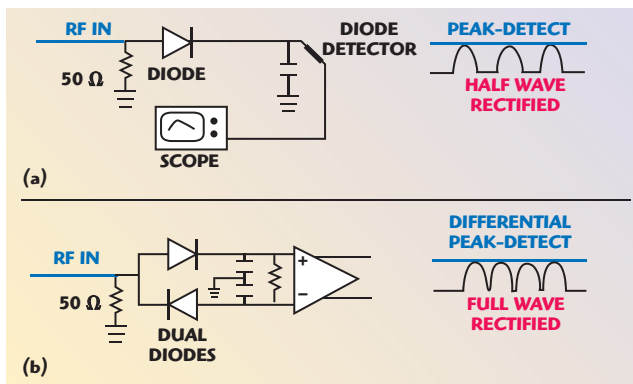 RF IN
50 Ω
DIODE
DIODE
DETECTOR
SCOPE
PEAK-DETECT
HALF WAVE
RECTIFIED
(a)
RF IN
50 Ω
DUAL
DIODES
+
–
DIFFERENTIAL
PEAK-DETECT
FULL WAVE
RECTIFIED
(b)